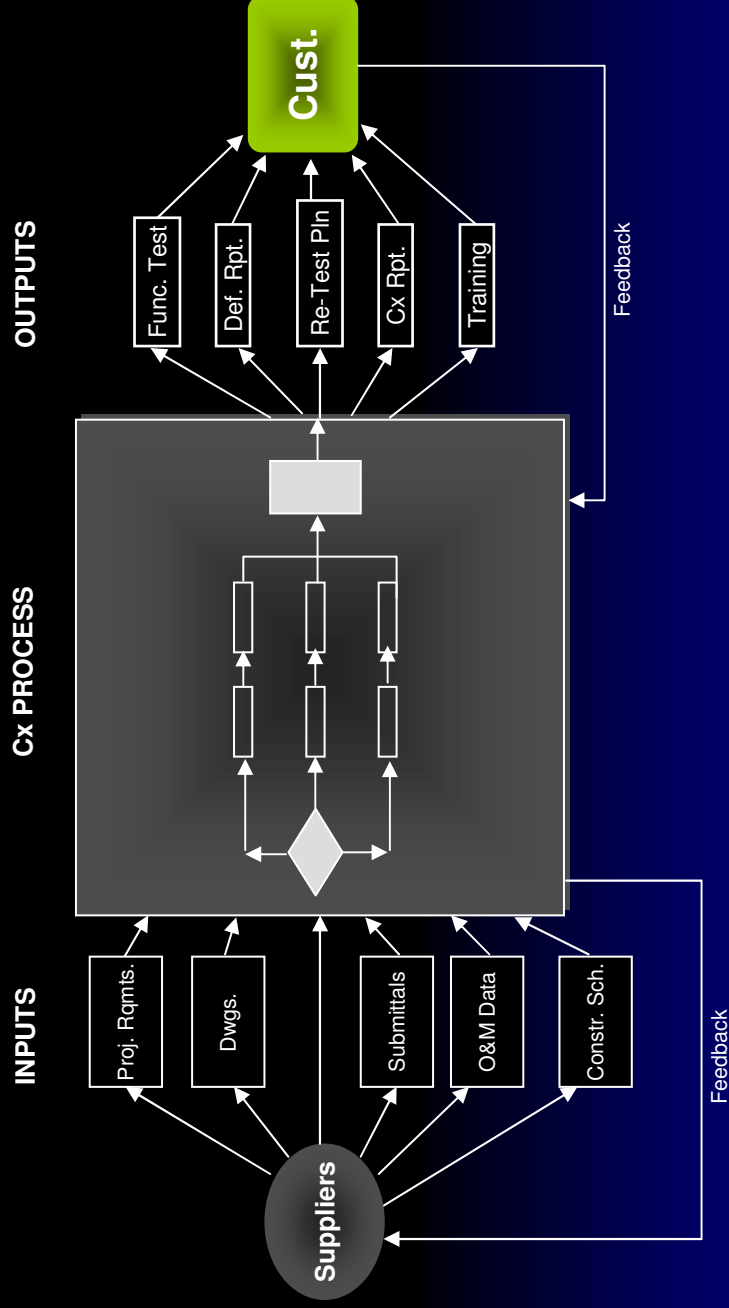 INPUTS
Cx PROCESS
OUTPUTS
Suppliers
Proj. Rqmts.
Dwgs.
Submittals
O&M Data
Constr. Sch.
Func. Test
Def. Rpt.
Re-Test Pln
Cx Rpt.
Training
Cust.
Feedback
Feedback